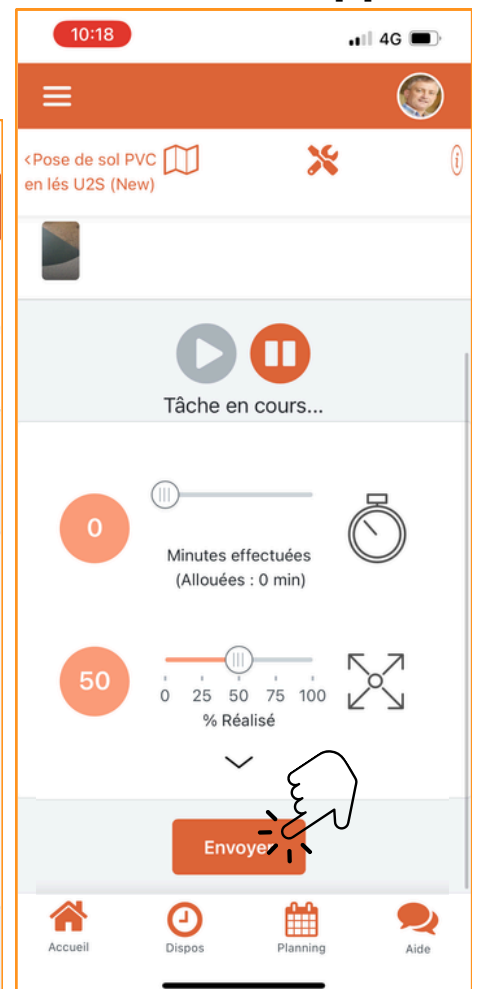 10:18
4G
<Pose de sol PVC
en lés U2S (New)
Tâche en cours...
0
Minutes effectuées
(Allouées : 0 min)
50
0 25 50 75 100
% Réalisé
Envoyer
Accueil
Dispos
Planning
Aide